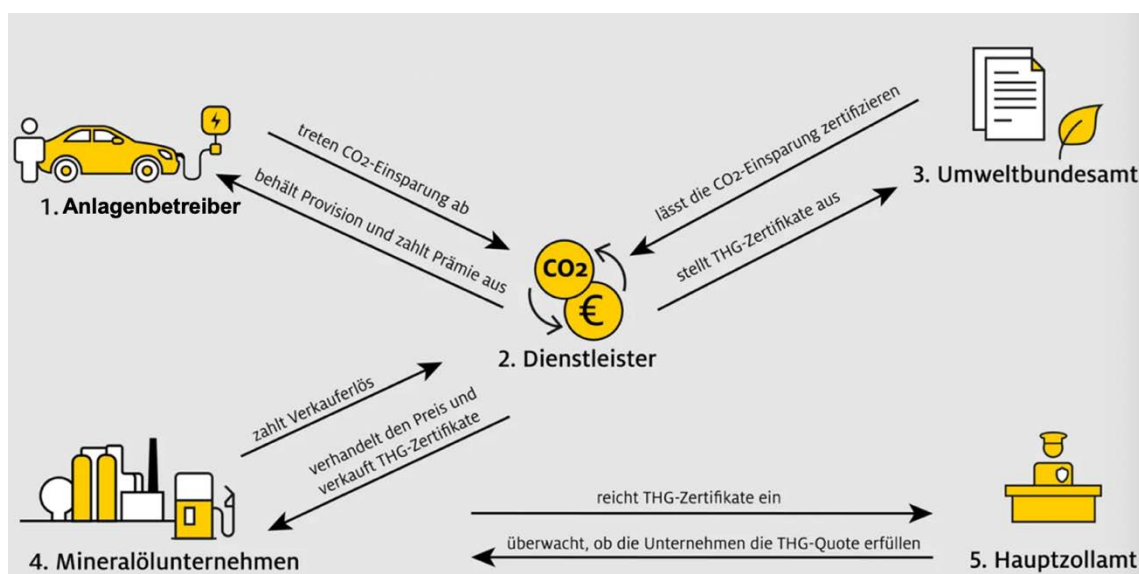 treten CO2-Einsparung ab
behält Provision und zahlt Prämie aus
1. Anlagenbetreiber
lässt die CO2-Einsparung zertifizieren
stellt THG-Zertifikate aus
3. Umweltbundesamt
CO2
€
2. Dienstleister
zahlt Verkauferlös
verhandelt den Preis und
verkauft THG-Zertifikate
4. Mineralölunternehmen
reicht THG-Zertifikate ein
überwacht, ob die Unternehmen die THG-Quote erfüllen
5. Hauptzollamt